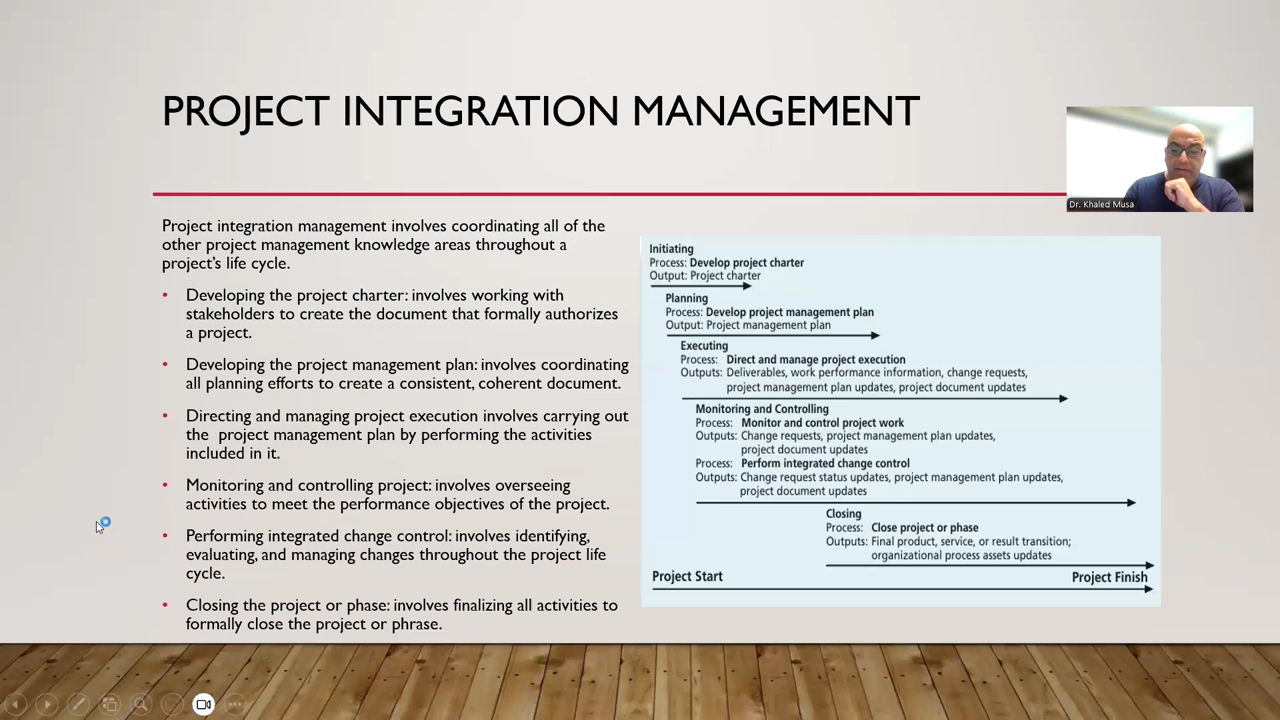 PROJECT INTEGRATION MANAGEMENT
Dr. Khaled Musa
Project integration management involves coordinating all of the
other project management knowledge areas throughout a
project's life cycle.
• Developing the project charter: involves working with
stakeholders to create the document that formally authorizes
a project.
• Developing the project management plan: involves coordinating
all planning efforts to create a consistent, coherent document.
• Directing and managing project execution involves carrying out
the project management plan by performing the activities
included in it.
• Monitoring and controlling project: involves overseeing
activities to meet the performance objectives of the project.
• Performing integrated change control: involves identifying,
evaluating, and managing changes throughout the project life
cycle.
• Closing the project or phase: involves finalizing all activities to
formally close the project or phrase.
Initiating
Process: Develop project charter
Output: Project charter
Planning
Process: Develop project management plan
Output: Project management plan
Executing
Process: Direct and manage project execution
Outputs: Deliverables, work performance information, change requests,
project management plan updates, project document updates
Monitoring and Controlling
Process: Monitor and control project work
Outputs: Change requests, project management plan updates,
project document updates
Process: Perform integrated change control
Outputs: Change request status updates, project management plan updates,
project document updates
Closing
Process: Close project or phase
Outputs: Final product, service, or result transition;
organizational process assets updates
Project Start
Project Finish